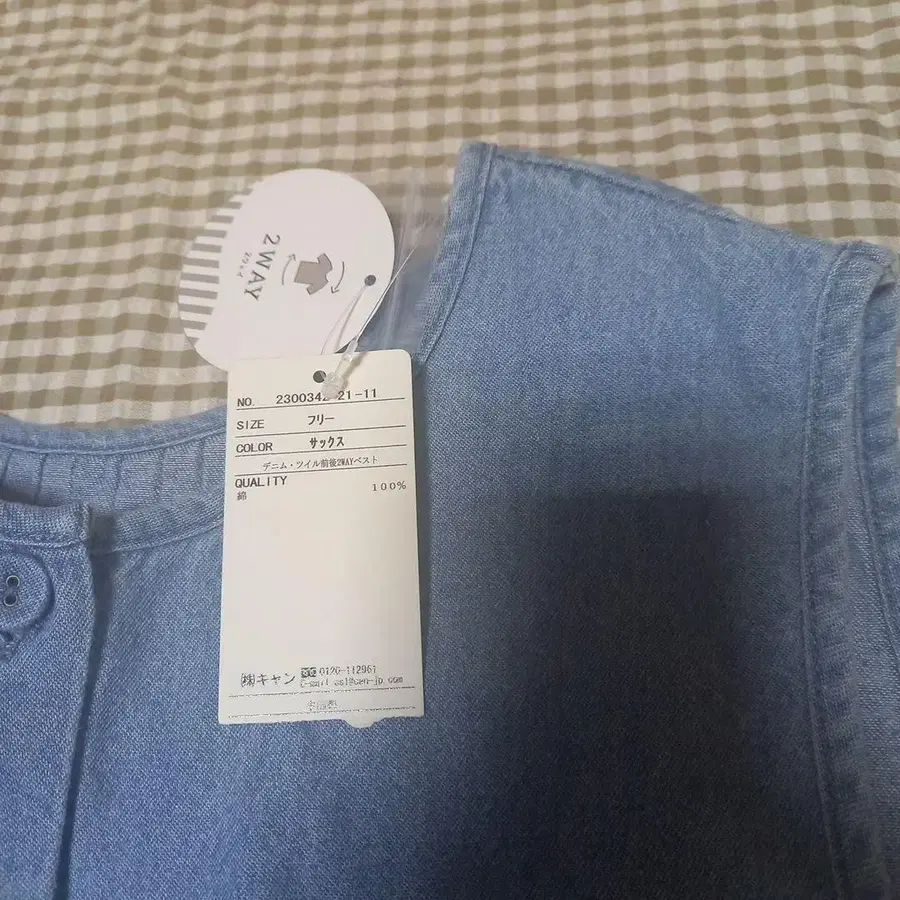 2WAY
NO.
SIZE フリー
COLOR サックス
デニム・ツイル前後2WAYベスト
QUALITY
綿 100%
㈱キャン 0120-112961